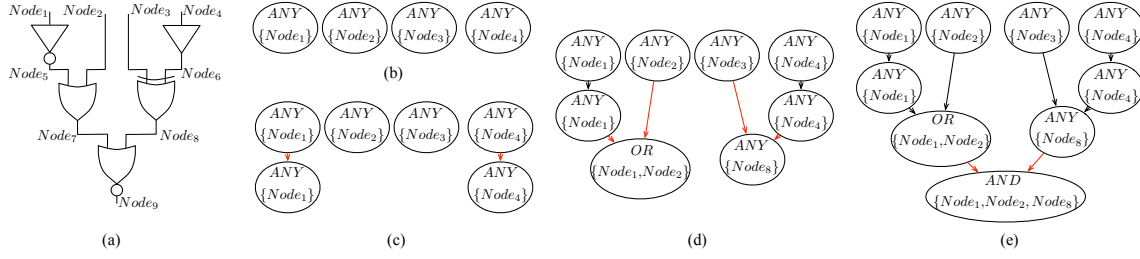 Node1 Node2 Node3 Node4
Node5 Node6
Node7 Node8
Node9
(a)
ANY ANY ANY ANY
{Node1} {Node2} {Node3} {Node4}
(b)
ANY ANY ANY ANY
{Node1} {Node2} {Node3} {Node4}
ANY ANY
{Node1} {Node4}
(c)
ANY ANY ANY ANY
{Node1} {Node2} {Node3} {Node4}
ANY ANY
{Node1} {Node4}
OR ANY
{Node1,Node2} {Node8}
(d)
ANY ANY ANY ANY
{Node1} {Node2} {Node3} {Node4}
ANY ANY
{Node1} {Node4}
OR ANY
{Node1,Node2} {Node8}
AND
{Node1,Node2,Node8}
(e)